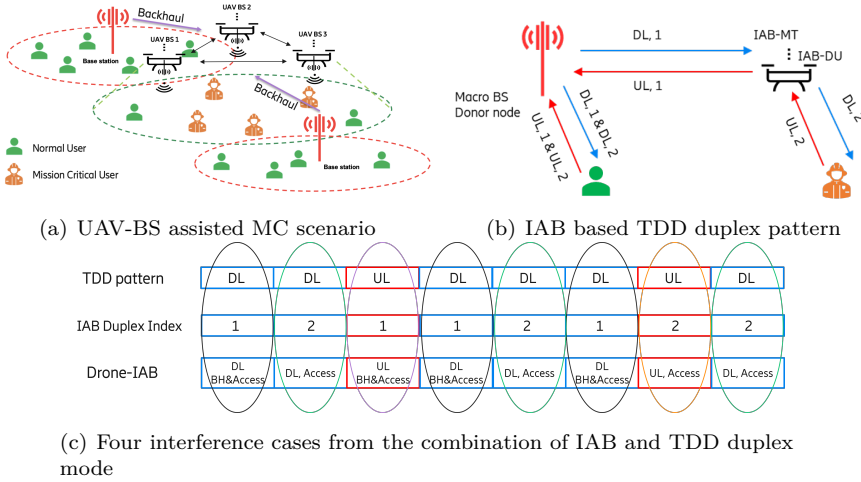 Backhaul
UAV BS 2
UAV BS 1
UAV BS 3
Base station
Backhaul
Normal User
Mission Critical User
Base station
(a) UAV-BS assisted MC scenario
DL, 1
IAB-MT
IAB-DU
UL, 1
Macro BS
Donor node
DL, 1 & DL, 2
UL, 1 & UL, 2
DL, 2
UL, 2
(b) IAB based TDD duplex pattern
TDD pattern DL DL UL DL DL DL UL DL
IAB Duplex Index 1 2 1 1 2 1 2 2
Drone-IAB DL BH&Access DL, Access UL BH&Access DL BH&Access DL, Access DL BH&Access UL, Access DL, Access
(c) Four interference cases from the combination of IAB and TDD duplex
mode